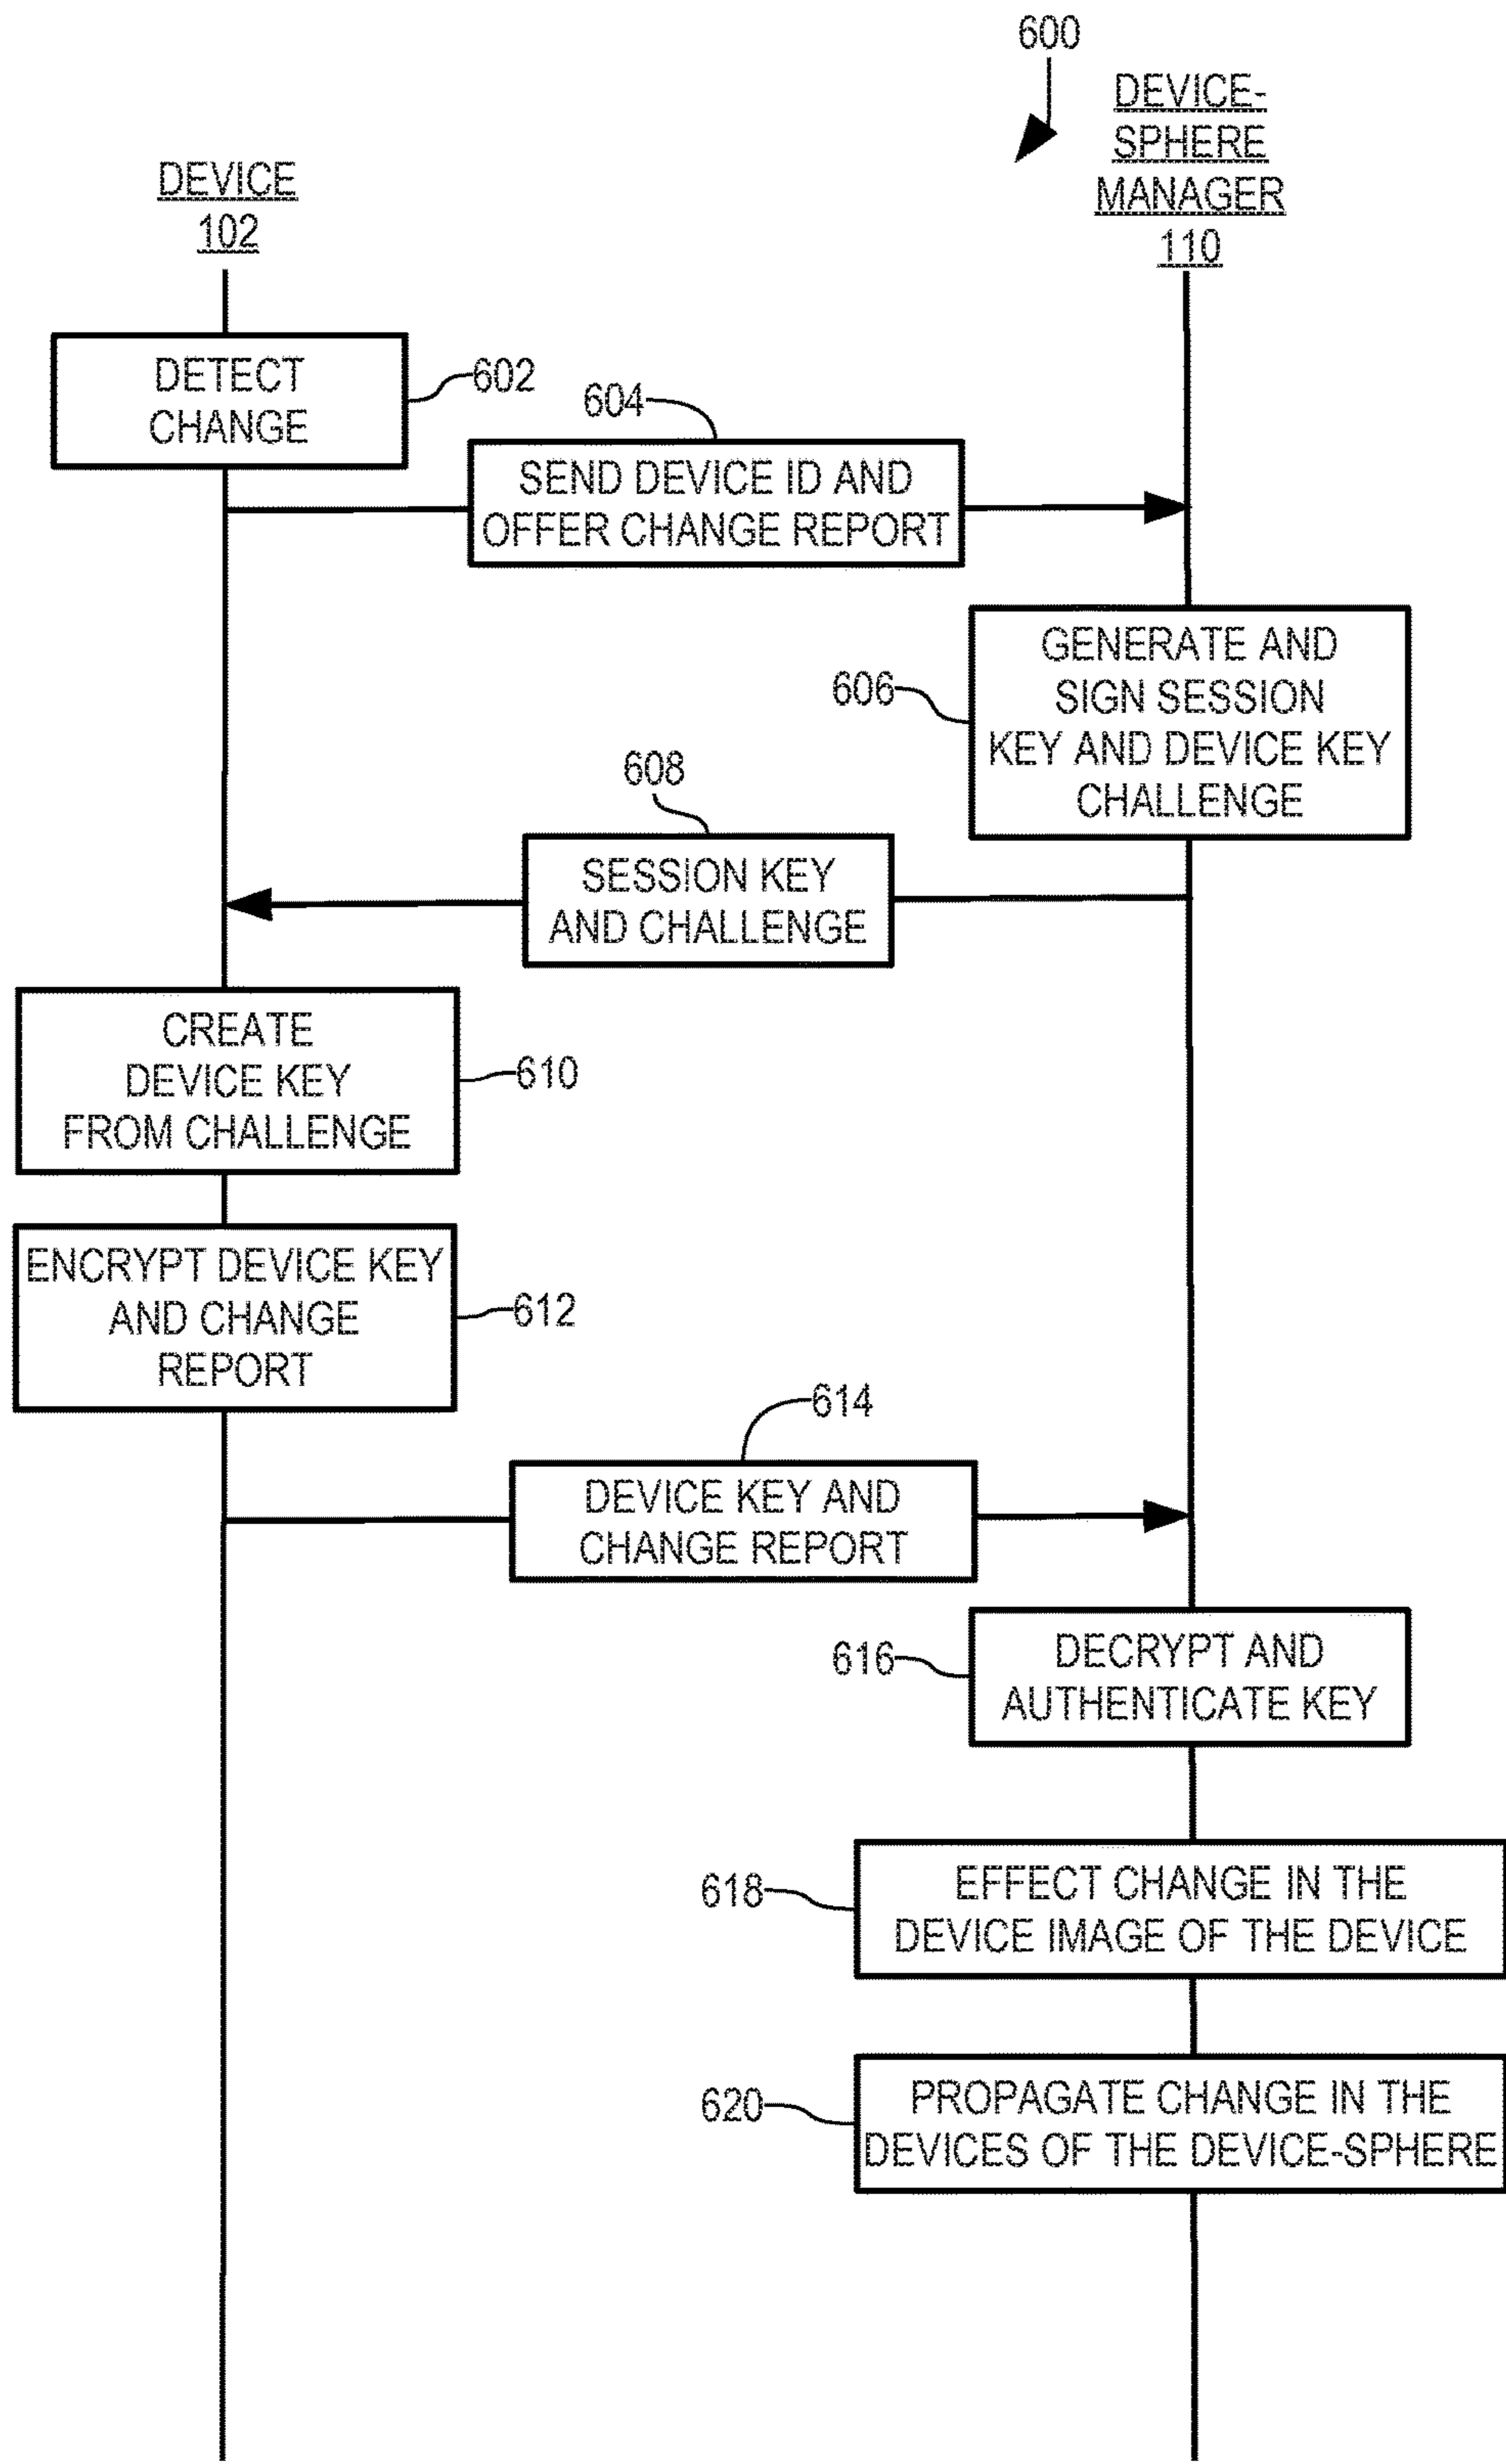 600
DEVICE-
SPHERE
MANAGER
110
DEVICE
102
DETECT
CHANGE
602
604
SEND DEVICE ID AND
OFFER CHANGE REPORT
GENERATE AND
SIGN SESSION
KEY AND DEVICE KEY
CHALLENGE
606
608
SESSION KEY
AND CHALLENGE
CREATE
DEVICE KEY
FROM CHALLENGE
610
ENCRYPT DEVICE KEY
AND CHANGE
REPORT
612
614
DEVICE KEY AND
CHANGE REPORT
616
DECRYPT AND
AUTHENTICATE KEY
618
EFFECT CHANGE IN THE
DEVICE IMAGE OF THE DEVICE
620
PROPAGATE CHANGE IN THE
DEVICES OF THE DEVICE-SPHERE